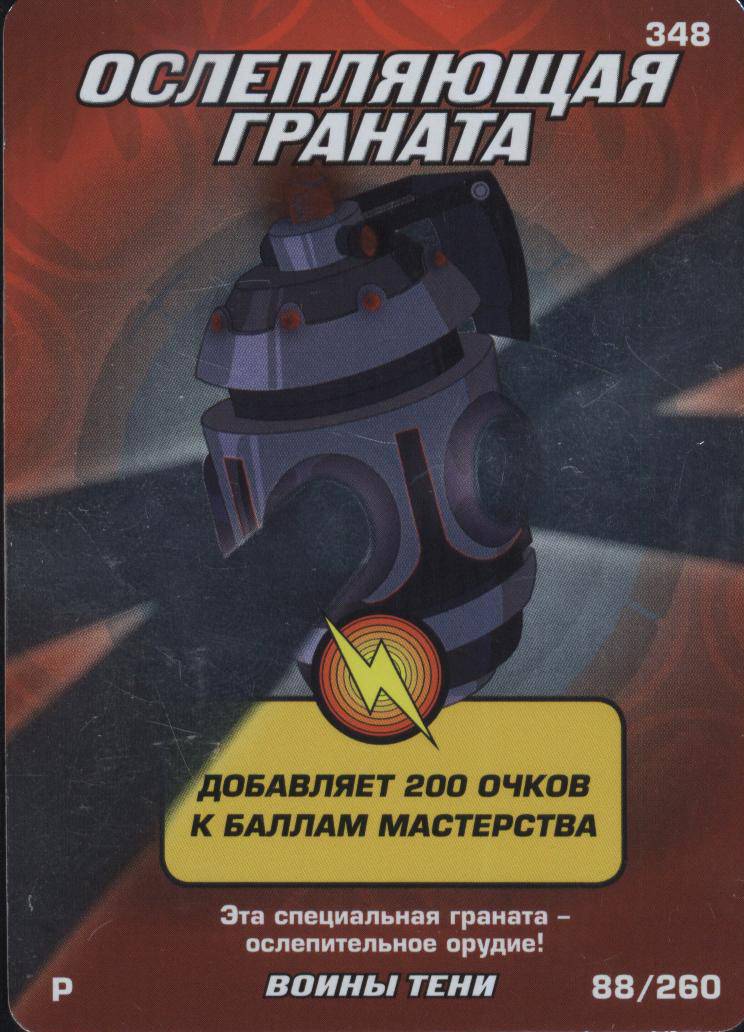 348
ОСЛЕПЛЯЮЩАЯ
ГРАНАТА
ДОБАВЛЯЕТ 200 ОЧКОВ
К БАЛЛАМ МАСТЕРСТВА
Эта специальная граната –
ослепительное орудие!
Р ВОИНЫ ТЕНИ 88/260